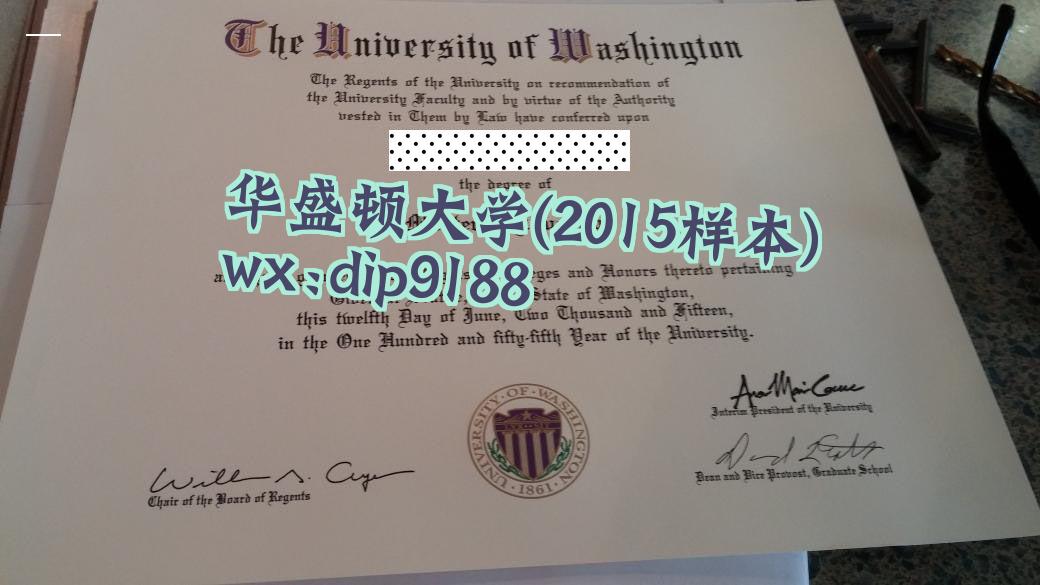 The University of Washington
The Regents of the University on recommendation of
the University Faculty and by virtue of the Authority
vested in Them by Law have conferred upon
the degree of
华盛顿大学(2015样本)
wx:dip9188
and Honors thereto pertaining
State of Washington,
this twelfth Day of June, Two Thousand and Fifteen,
in the One Hundred and fifty-fifth Year of the University.
Interim President of the University
Dean and Vice Provost, Graduate School
Chair of the Board of Regents
UNIVERSITY·OF·WASHINGTON
LUX SIT
1861